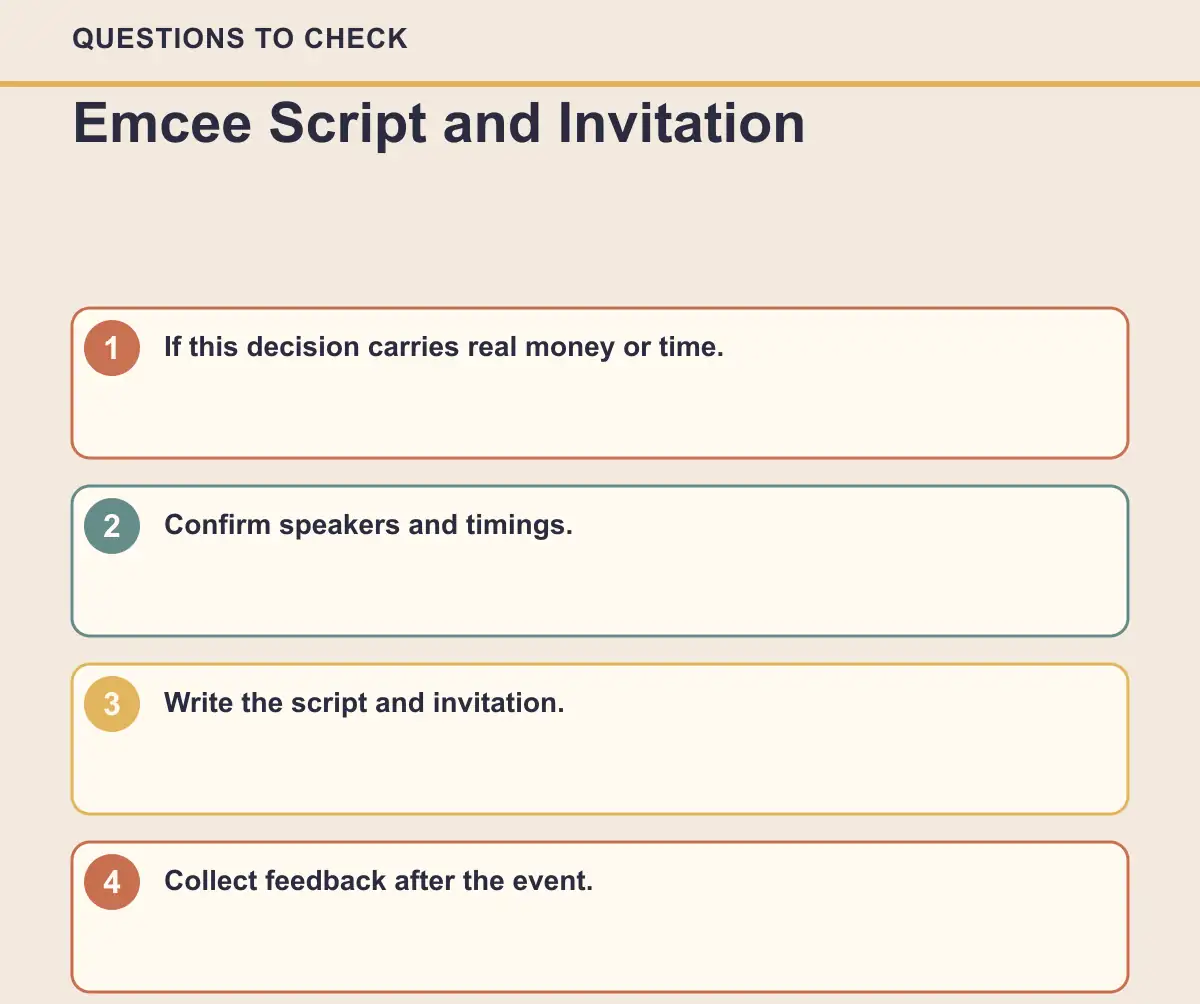 QUESTIONS TO CHECK
Emcee Script and Invitation
1 If this decision carries real money or time.
2 Confirm speakers and timings.
3 Write the script and invitation.
4 Collect feedback after the event.